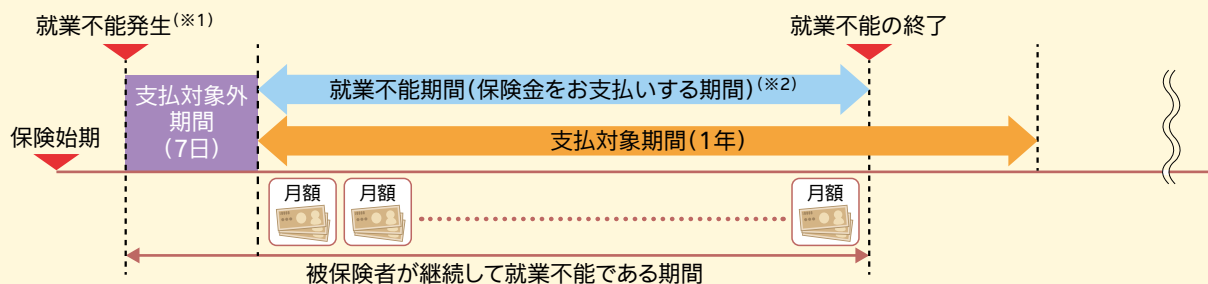 就業不能発生(※1)
就業不能の終了
支払対象外
期間
(7日)
就業不能期間(保険金をお支払いする期間)(※2)
保険始期
支払対象期間(1年)
月額
月額
月額
被保険者が継続して就業不能である期間